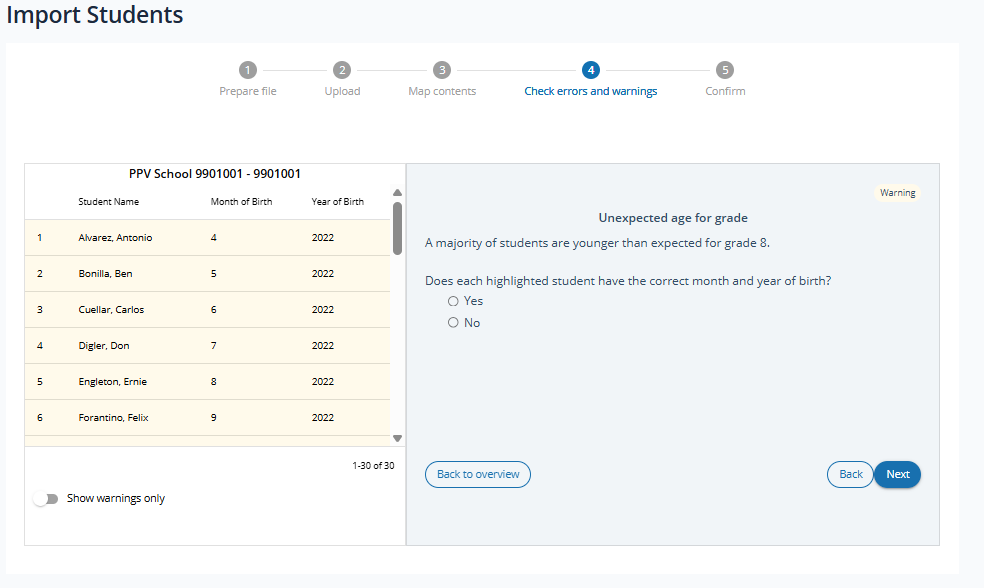 Import Students
1 2 3 4 5
Prepare file Upload Map contents Check errors and warnings Confirm
PPV School 9901001 - 9901001
Student Name Month of Birth Year of Birth
1 Alvarez, Antonio 4 2022
2 Bonilla, Ben 5 2022
3 Cuellar, Carlos 6 2022
4 Digler, Don 7 2022
5 Engleton, Ernie 8 2022
6 Forantino, Felix 9 2022
1-30 of 30
Show warnings only
Warning
Unexpected age for grade
A majority of students are younger than expected for grade 8.
Does each highlighted student have the correct month and year of birth?
Yes
No
Back to overview Back Next